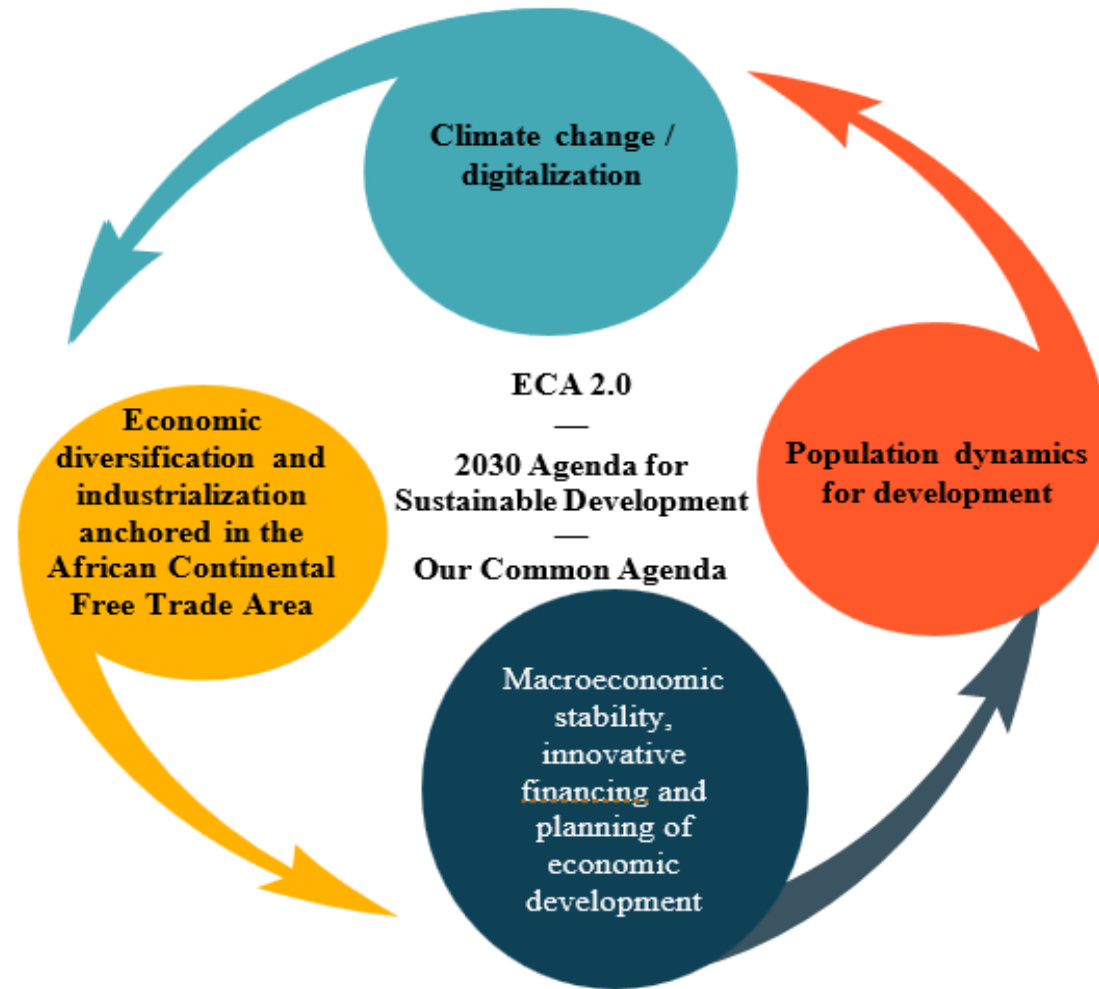 Climate change /
digitalization
ECA 2.0
—
2030 Agenda for
Sustainable Development
—
Our Common Agenda
Economic
diversification and
industrialization
anchored in the
African Continental
Free Trade Area
Population dynamics
for development
Macroeconomic
stability,
innovative
financing and
planning of
economic
development